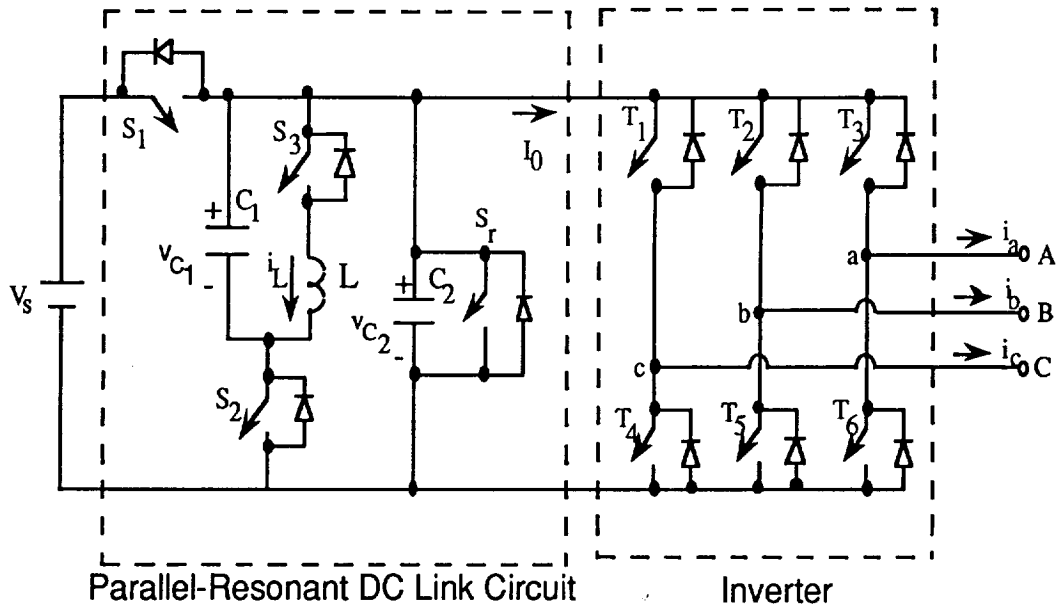 S1
S3
C1
+
vC1
-
iL
L
S2
Vs
I0
Sr
+
C2
vC2
-
T1
T2
T3
a
b
c
T4
T5
T6
ia
A
ib
B
ic
C
Parallel-Resonant DC Link Circuit
Inverter